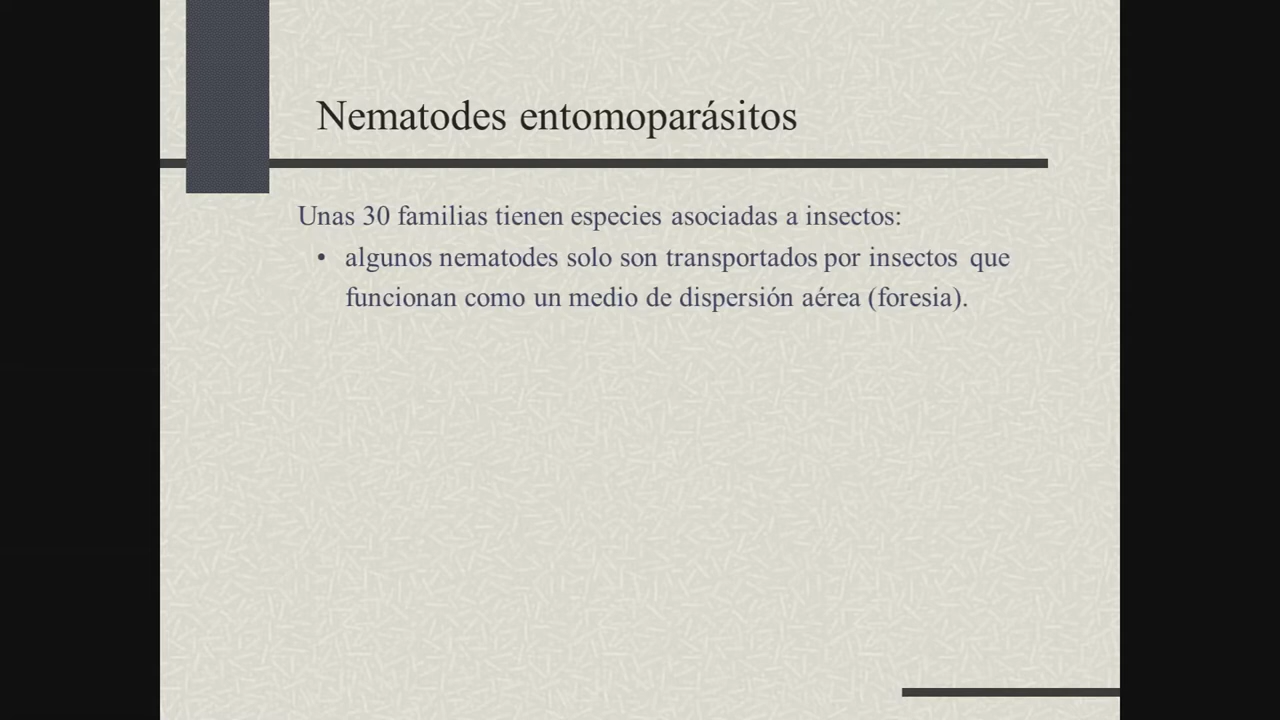 Nematodes entomoparásitos
Unas 30 familias tienen especies asociadas a insectos:
• algunos nematodes solo son transportados por insectos que
funcionan como un medio de dispersión aérea (foresia).